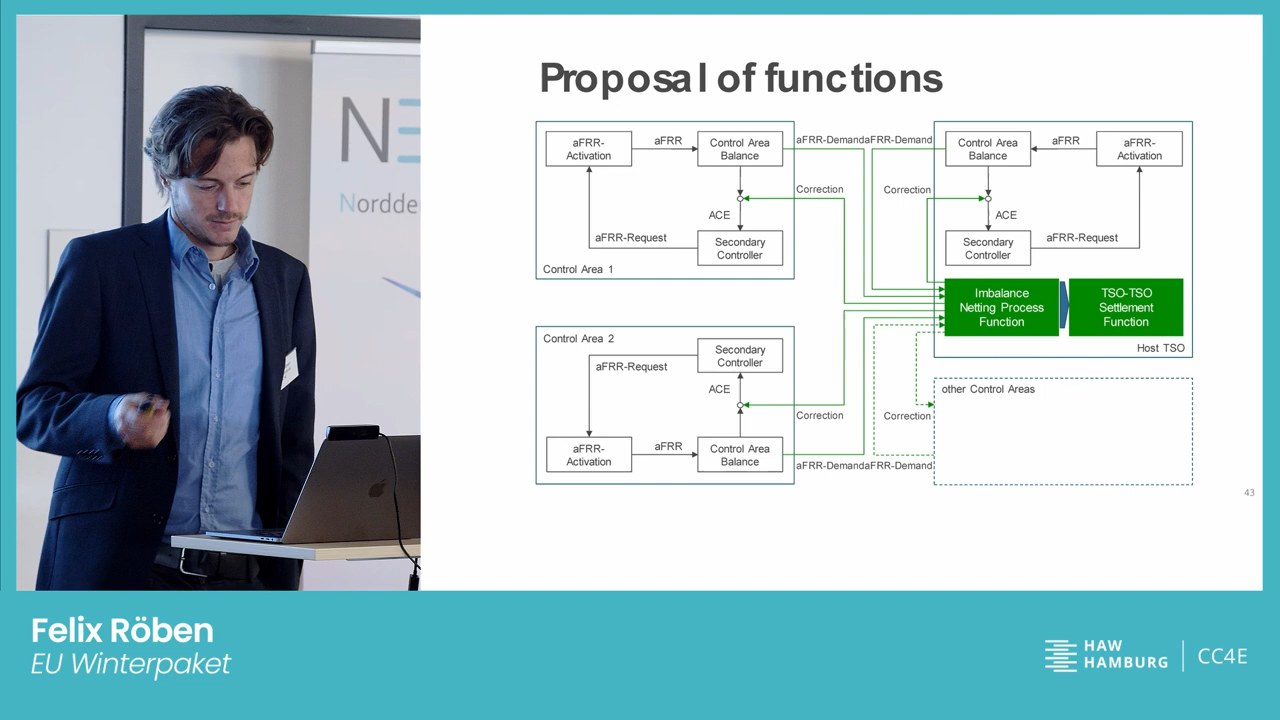 NE
Nordde
Proposal of functions
aFRR-
Activation
aFRR
Control Area
Balance
aFRR-Demand
Correction
ACE
aFRR-Request
Secondary
Controller
Control Area 1
aFRR-Demand
Control Area
Balance
aFRR
aFRR-
Activation
Correction
ACE
aFRR-Request
Secondary
Controller
Imbalance
Netting Process
Function
TSO-TSO
Settlement
Function
Host TSO
Control Area 2
Secondary
Controller
aFRR-Request
ACE
Correction
aFRR-
Activation
aFRR
Control Area
Balance
aFRR-Demand
other Control Areas
Correction
aFRR-Demand
43
Felix Röben
EU Winterpaket
HAW
HAMBURG
CC4E